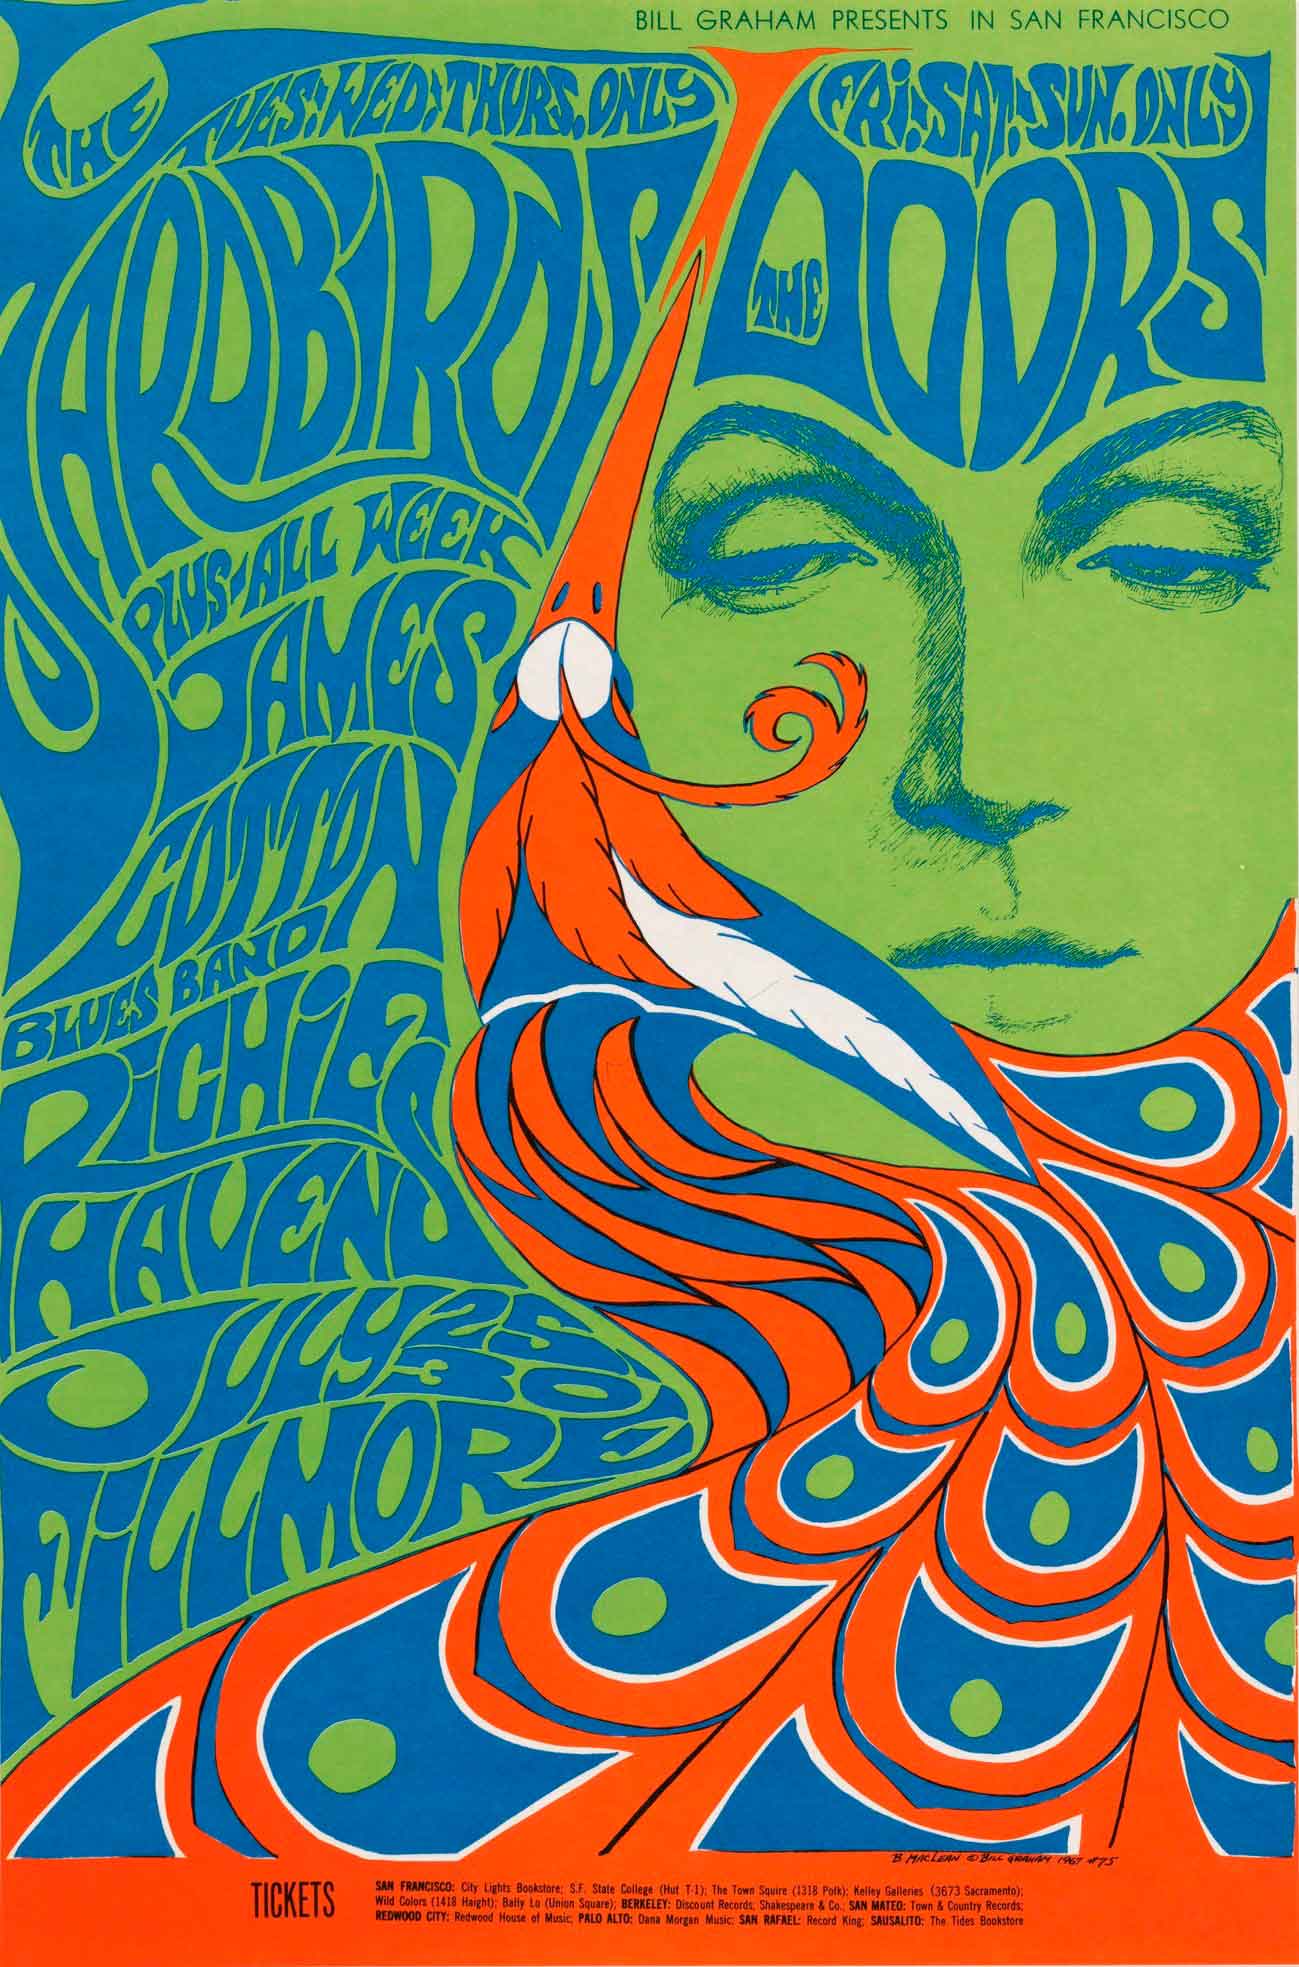 BILL GRAHAM PRESENTS IN SAN FRANCISCO
THE
TUES: WED: THURS. ONLY
YARDBIRDS
FRI: SAT: SUN. ONLY
THE
DOORS
PLUS-ALL WEEK
JAMES
COTTON
BLUES BAND
RICHIE
HAVENS
JULY 25
30
FILLMORE
B MACLEAN © BILL GRAHAM 1967 #75
TICKETS
SAN FRANCISCO: City Lights Bookstore; S.F. State College (Hut T-1); The Town Squire (1318 Polk); Kelley Galleries (3673 Sacramento);
Wild Colors (1418 Haight); Bally Lo (Union Square); BERKELEY: Discount Records, Shakespeare & Co.; SAN MATEO: Town & Country Records;
REDWOOD CITY: Redwood House of Music; PALO ALTO: Dana Morgan Music; SAN RAFAEL: Record King; SAUSALITO: The Tides Bookstore